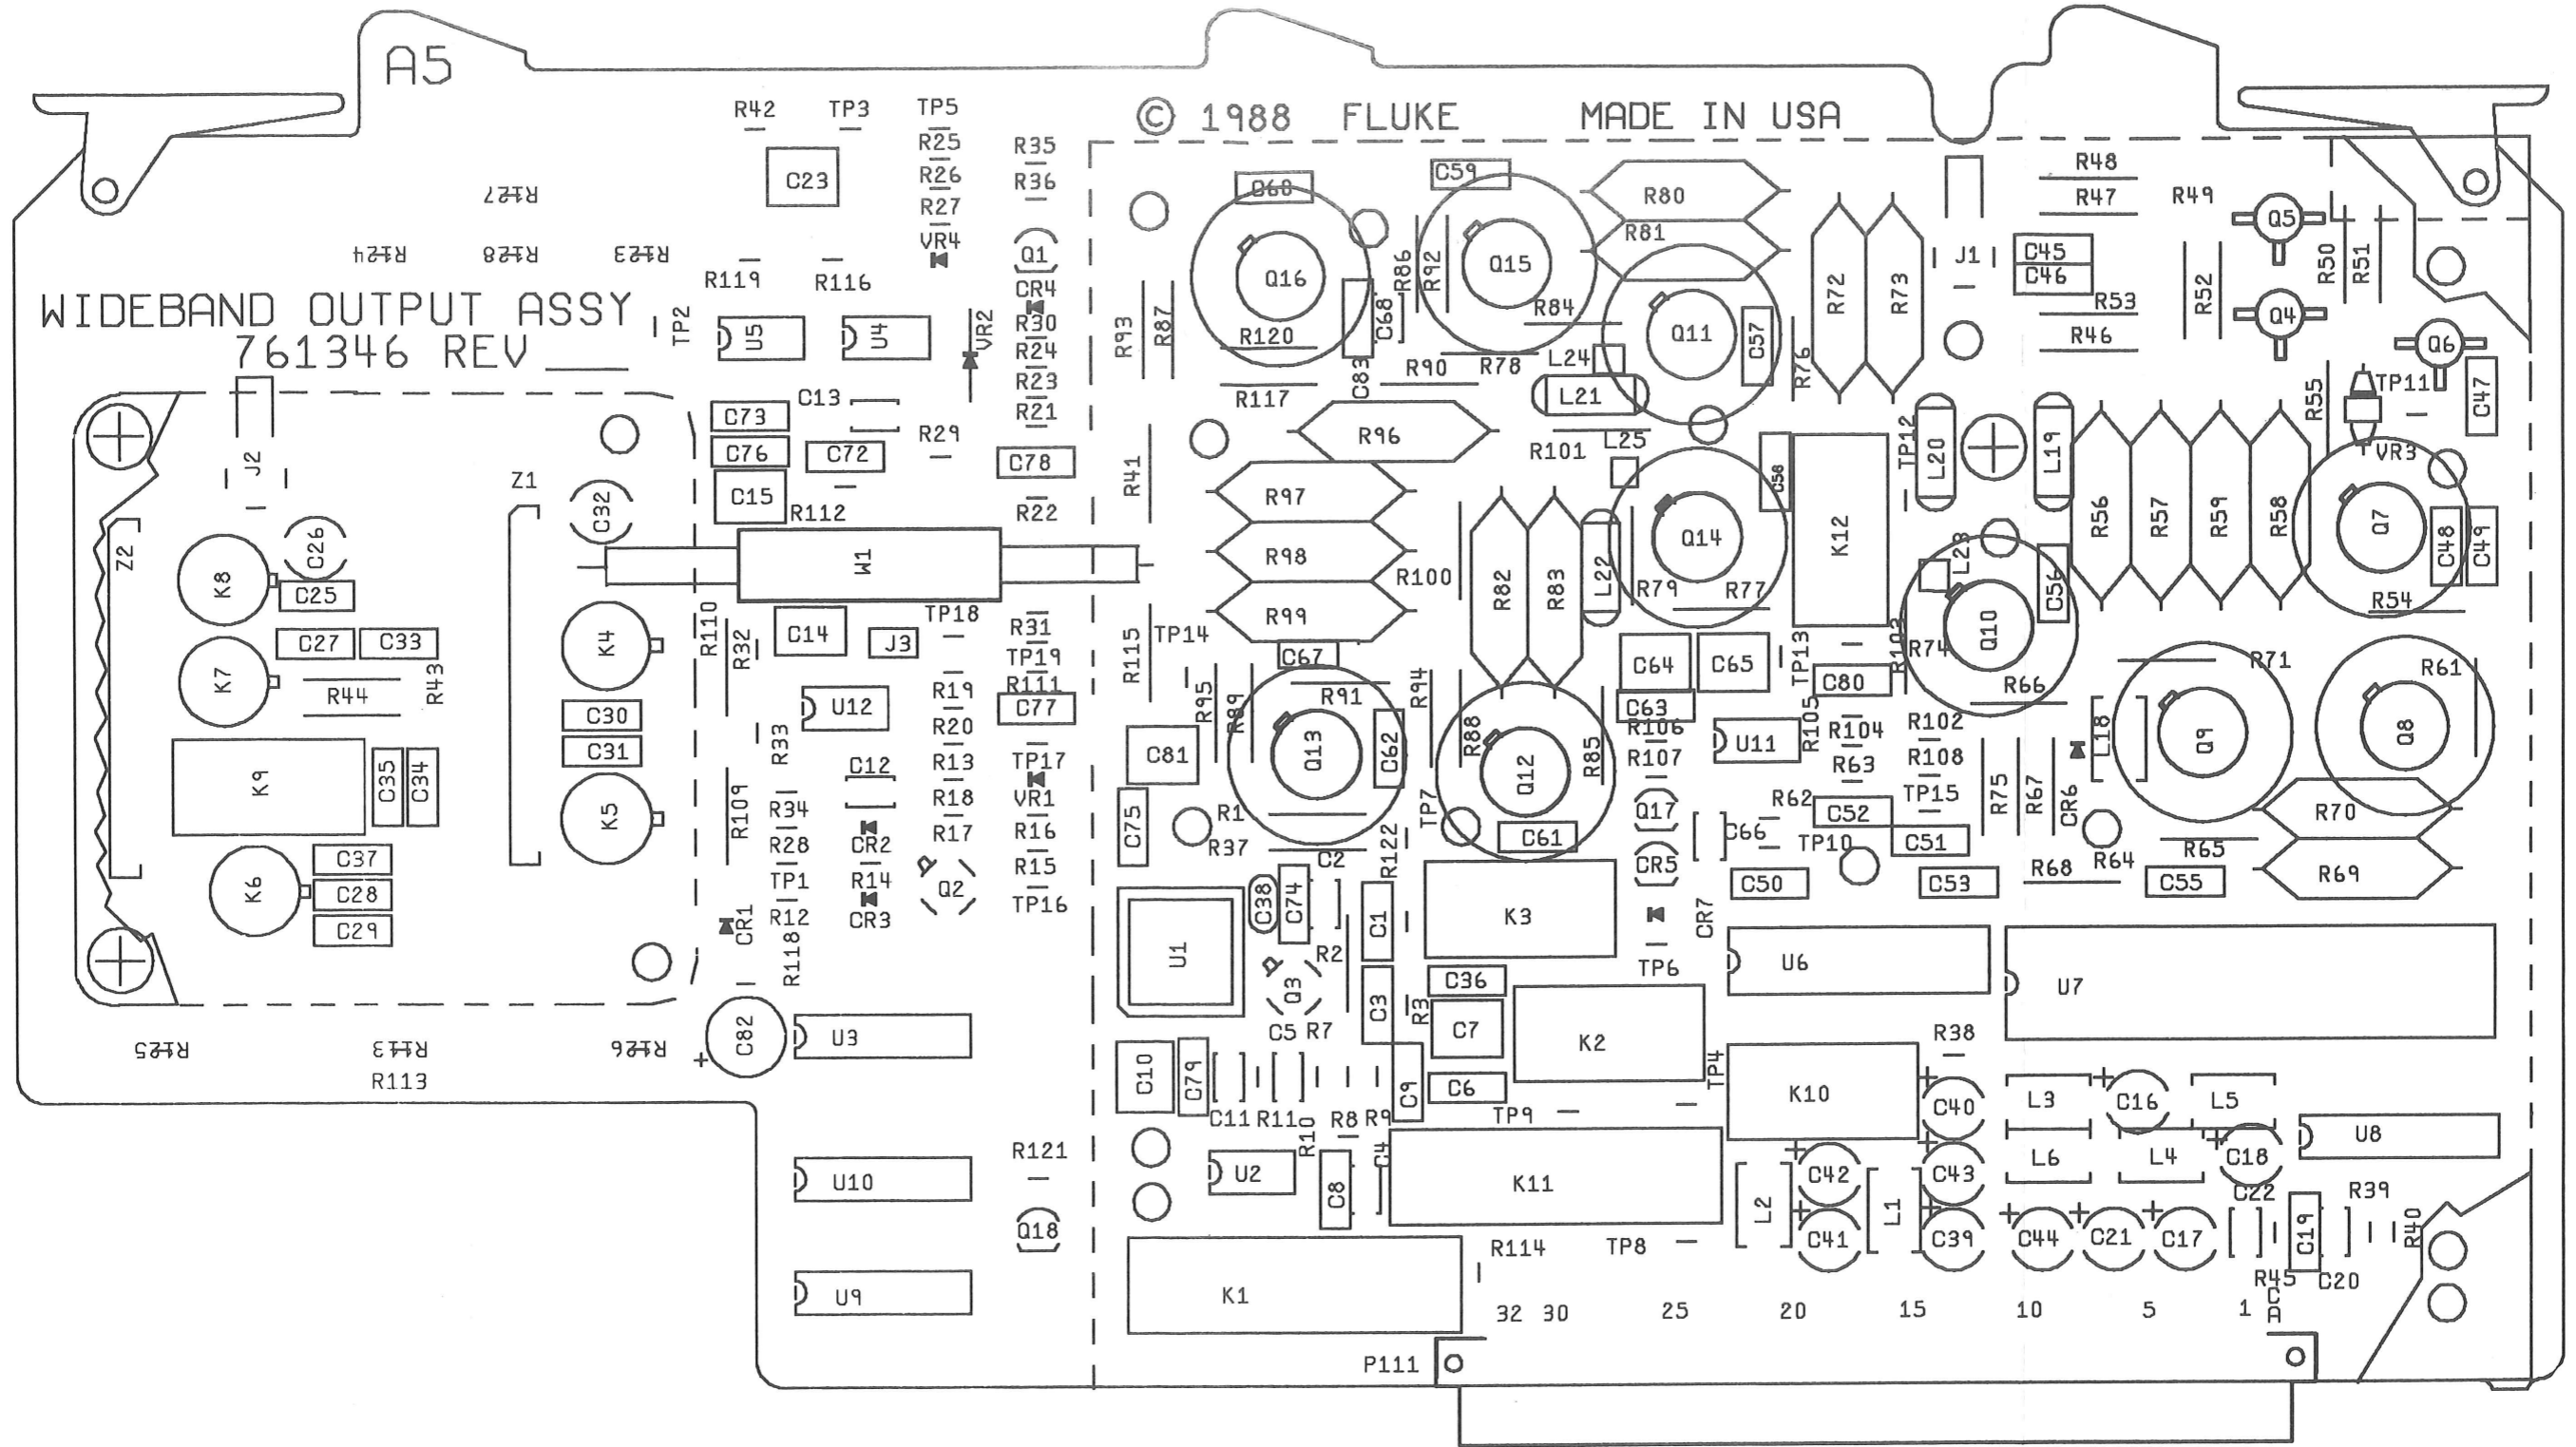 A5
© 1988 FLUKE MADE IN USA
R42 TP3 TP5
R25
R26
R27
VR4
R35
R36
Q1
CR4
R30
R24
R23
R21
C23
R127
R124 R128 R123
R119 R116
WIDEBAND OUTPUT ASSY
761346 REV
TP2
U5
U4
VR2
C13
C73
C76
C72
R29
C78
C15
R112
R22
J2
Z1
C32
Z2
C26
K8
C25
W1
TP18
C27 C33
K7
R44
R43
K4
R110
R32
C14
J3
R31
TP19
R111
C77
R19
R20
U12
C30
C31
R33
K9
C35
C34
C12
R13
TP17
VR1
R18
R17
R16
R15
TP16
K5
R109
R34
R28
CR2
TP1
R14
Q2
CR3
R12
CR1
R118
K6
C37
C28
C29
C82
U3
R125 R113 R126
R113
U10
U9
R121
Q18
C60
C59
R80
R81
Q16
R86
R92
Q15
R84
R93
R87
R120
C68
C83
R90
R78
L24
Q11
C57
R76
R72
R73
L21
R117
R96
R101
L25
R41
R97
R98
R99
R100
C58
K12
TP12
L20
L19
R82
R83
L22
Q14
R79
R77
L23
Q10
C56
R48
R47
R49
Q5
J1
C45
C46
R53
R52
R46
Q4
R50
R51
Q6
R55
TP11
C47
VR3
R56
R57
R59
R58
Q7
C48
C49
R54
R115
TP14
C67
R95
R89
R91
R94
Q13
C62
R88
Q12
R85
C64
C65
TP13
C80
R103
R74
R66
C63
R106
R107
U11
R105
R104
R63
R102
R108
TP15
R75
R67
CR6
L18
R71
Q9
R61
Q8
C81
C75
R1
R37
TP7
C61
C2
R122
Q17
CR5
C66
R62
C52
TP10
C51
C50
C53
R68
R64
R65
C55
R70
R69
U1
C38
C74
C1
K3
CR7
TP6
R2
Q3
C3
R3
C36
C7
U6
U7
C5 R7
K2
TP4
R38
C10
C79
C9
C6
K10
C40
L3
C16
L5
C11 R11
R10
R8 R9
TP9
U8
U2
C8
C4
K11
L2
C42
L1
C43
L6
L4
C18
C22
R39
C41
C39
C44
C21
C17
C19
R40
R45
C20
K1
R114
TP8
32 30 25 20 15 10 5 1
C
A
P111